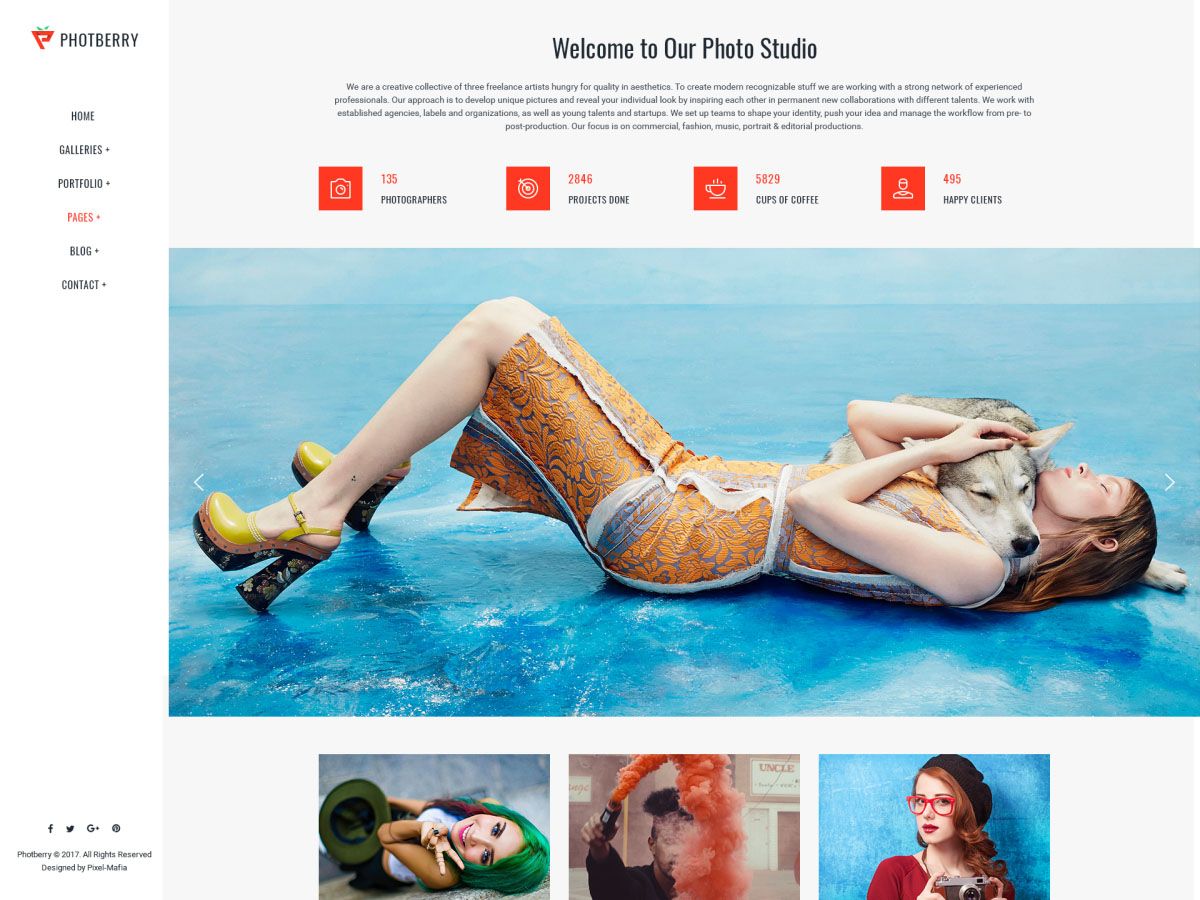 PHOTBERRY
HOME
GALLERIES +
PORTFOLIO +
PAGES +
BLOG +
CONTACT +
Photberry © 2017. All Rights Reserved
Designed by Pixel-Mafia
Welcome to Our Photo Studio
We are a creative collective of three freelance artists hungry for quality in aesthetics. To create modern recognizable stuff we are working with a strong network of experienced
professionals. Our approach is to develop unique pictures and reveal your individual look by inspiring each other in permanent new collaborations with different talents. We work with
established agencies, labels and organizations, as well as young talents and startups. We set up teams to shape your identity, push your idea and manage the workflow from pre- to
post-production. Our focus is on commercial, fashion, music, portrait & editorial productions.
135
PHOTOGRAPHERS
2846
PROJECTS DONE
5829
CUPS OF COFFEE
495
HAPPY CLIENTS
UNCLE